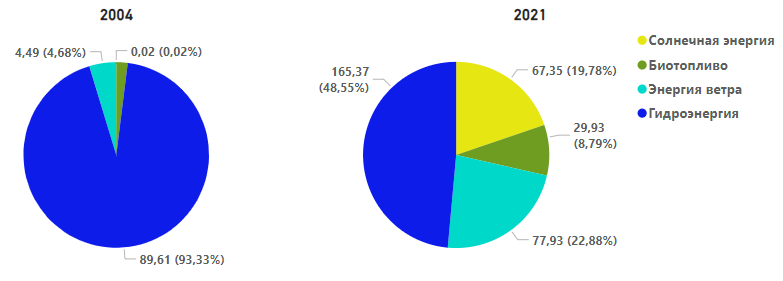 2004
4,49 (4,68%)
0,02 (0,02%)
89,61 (93,33%)
2021
165,37
(48,55%)
67,35 (19,78%)
29,93
(8,79%)
77,93 (22,88%)
Солнечная энергия
Биотопливо
Энергия ветра
Гидроэнергия